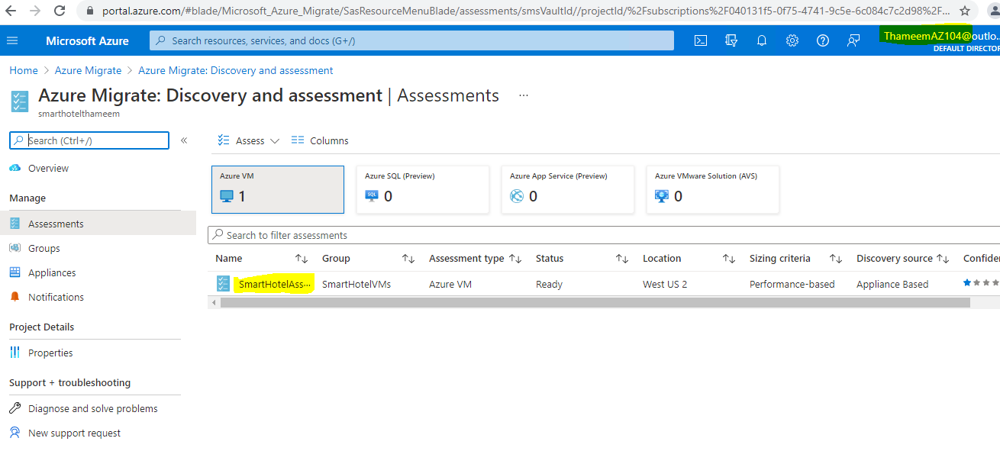 portal.azure.com/#blade/Microsoft_Azure_Migrate/SasResourceMenuBlade/assessments/smsVaultId//projectId/%2Fsubscriptions%2F040131f5-0f75-4741-9c5e-6c084c7c2d98%2F...
Microsoft Azure
Search resources, services, and docs (G+/)
ThameemAZ104@outlo...
DEFAULT DIRECTOR
Home > Azure Migrate > Azure Migrate: Discovery and assessment
Azure Migrate: Discovery and assessment | Assessments ...
smarthotelthameem
Search (Ctrl+/) «
Assess Columns
Overview
Manage
Assessments
Groups
Appliances
Notifications
Project Details
Properties
Support + troubleshooting
Diagnose and solve problems
New support request
Azure VM
1
Azure SQL (Preview)
SQL 0
Azure App Service (Preview)
0
Azure VMware Solution (AVS)
0
Search to filter assessments
Name Group Assessment type Status Location Sizing criteria Discovery source Confider
SmartHotelAss... SmartHotelVMs Azure VM Ready West US 2 Performance-based Appliance Based